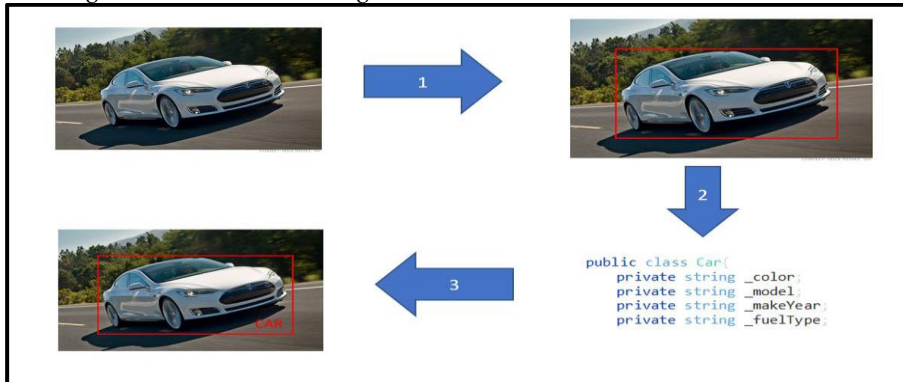 1
2
public class Car{
private string _color;
private string _model;
private string _makeYear;
private string _fuelType;
3
CAR